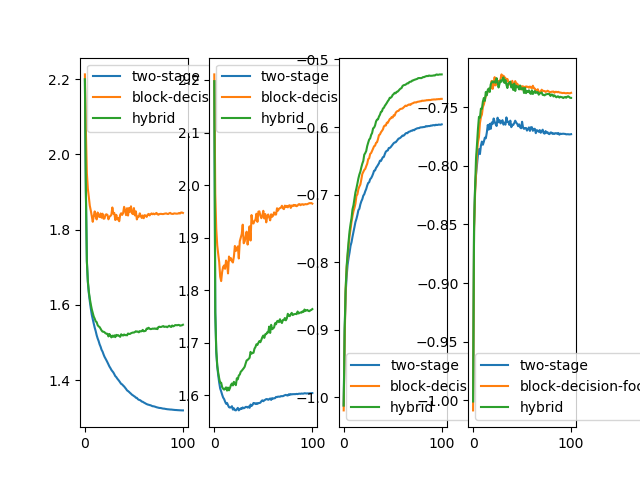 2.2
2.0
1.8
1.6
1.4
0
100
two-stage
block-decis
hybrid
2.2
2.1
2.0
1.9
1.8
1.7
1.6
0
100
two-stage
block-decis
hybrid
−0.5
−0.6
−0.7
−0.8
−0.9
−1.0
0
100
two-stage
block-decis
hybrid
−0.75
−0.80
−0.85
−0.90
−0.95
−1.00
0
100
two-stage
block-decision-foc
hybrid